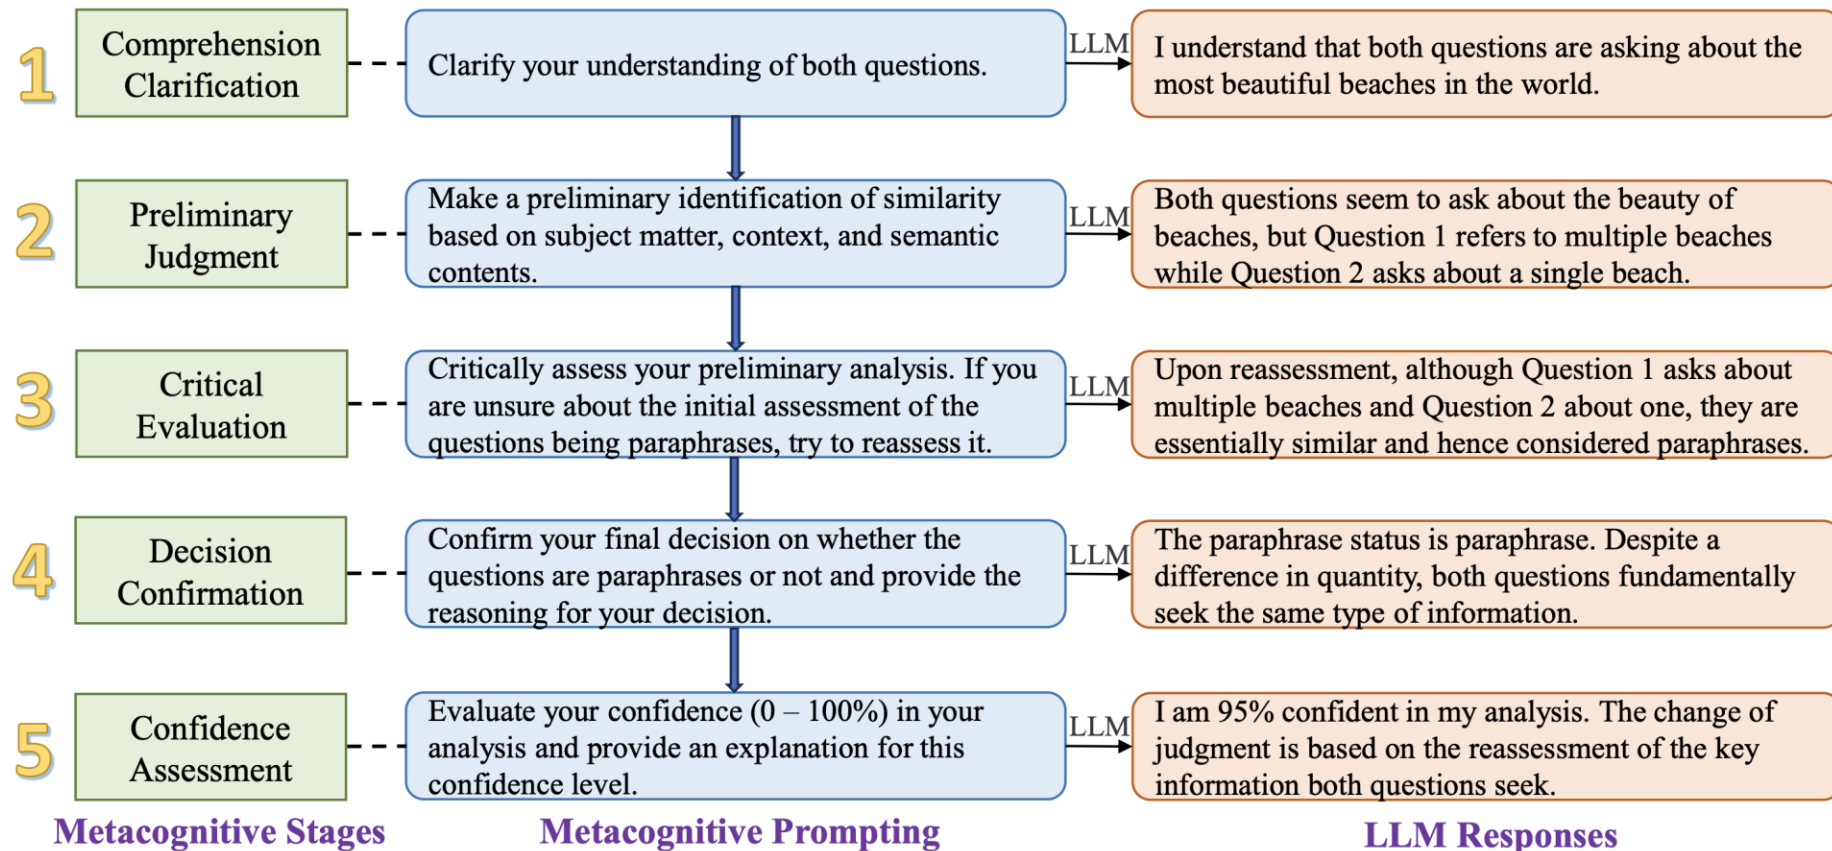 1
Comprehension
Clarification
Clarify your understanding of both questions.
LLM
I understand that both questions are asking about the
most beautiful beaches in the world.
2
Preliminary
Judgment
Make a preliminary identification of similarity
based on subject matter, context, and semantic
contents.
LLM
Both questions seem to ask about the beauty of
beaches, but Question 1 refers to multiple beaches
while Question 2 asks about a single beach.
3
Critical
Evaluation
Critically assess your preliminary analysis. If you
are unsure about the initial assessment of the
questions being paraphrases, try to reassess it.
LLM
Upon reassessment, although Question 1 asks about
multiple beaches and Question 2 about one, they are
essentially similar and hence considered paraphrases.
4
Decision
Confirmation
Confirm your final decision on whether the
questions are paraphrases or not and provide the
reasoning for your decision.
LLM
The paraphrase status is paraphrase. Despite a
difference in quantity, both questions fundamentally
seek the same type of information.
5
Confidence
Assessment
Evaluate your confidence (0 – 100%) in your
analysis and provide an explanation for this
confidence level.
LLM
I am 95% confident in my analysis. The change of
judgment is based on the reassessment of the key
information both questions seek.
Metacognitive Stages
Metacognitive Prompting
LLM Responses